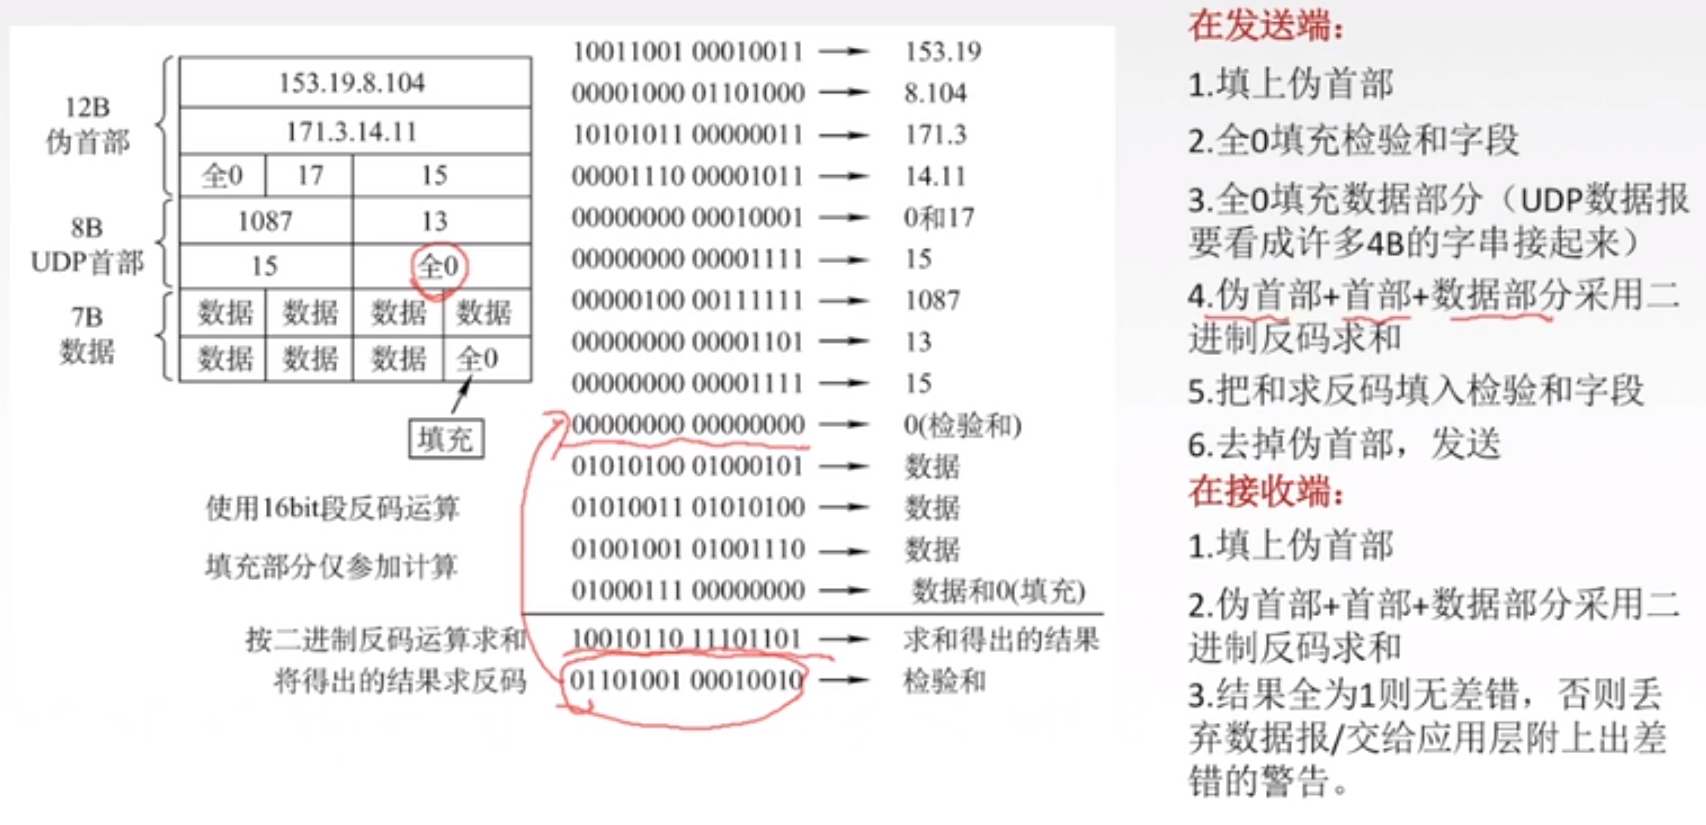 12B
伪首部
153.19.8.104
171.3.14.11
全0 17 15
8B
UDP首部
1087 13
15 全0
7B
数据
数据 数据 数据 数据
数据 数据 数据 全0
填充
使用16bit段反码运算
填充部分仅参加计算
10011001 00010011 → 153.19
00001000 01101000 → 8.104
10101011 00000011 → 171.3
00001110 00001011 → 14.11
00000000 00010001 → 0和17
00000000 00001111 → 15
00000100 00111111 → 1087
00000000 00001101 → 13
00000000 00001111 → 15
00000000 00000000 → 0(检验和)
01010100 01000101 → 数据
01010011 01010100 → 数据
01001001 01001110 → 数据
01000111 00000000 → 数据和0(填充)
按二进制反码运算求和 10010110 11101101 → 求和得出的结果
将得出的结果求反码 01101001 00010010 → 检验和
在发送端：
1.填上伪首部
2.全0填充检验和字段
3.全0填充数据部分（UDP数据报
要看成许多4B的字串接起来）
4.伪首部+首部+数据部分采用二
进制反码求和
5.把和求反码填入检验和字段
6.去掉伪首部，发送
在接收端：
1.填上伪首部
2.伪首部+首部+数据部分采用二
进制反码求和
3.结果全为1则无差错，否则丢
弃数据报/交给应用层附上出差
错的警告。